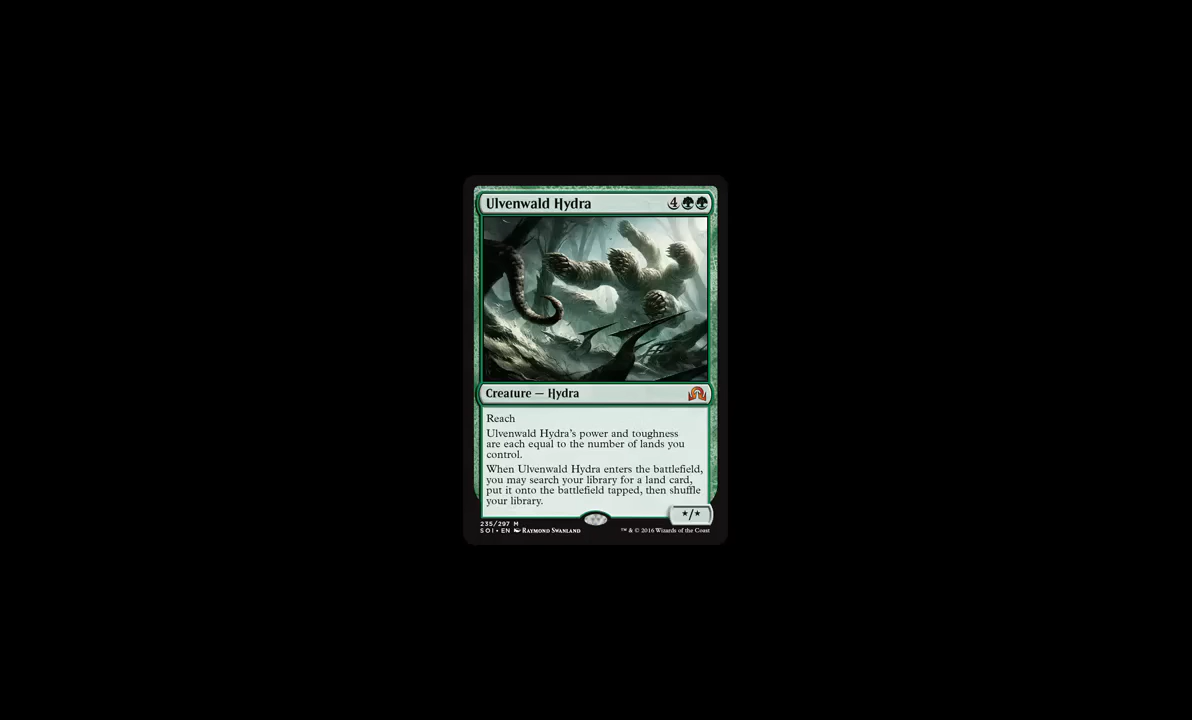 Ulvenwald Hydra 4
Creature — Hydra
Reach
Ulvenwald Hydra's power and toughness
are each equal to the number of lands you
control.
When Ulvenwald Hydra enters the battlefield,
you may search your library for a land card,
put it onto the battlefield tapped, then shuffle
your library.
*/*
235/297 M
SOI • EN Raymond Swanland
™ & © 2016 Wizards of the Coast